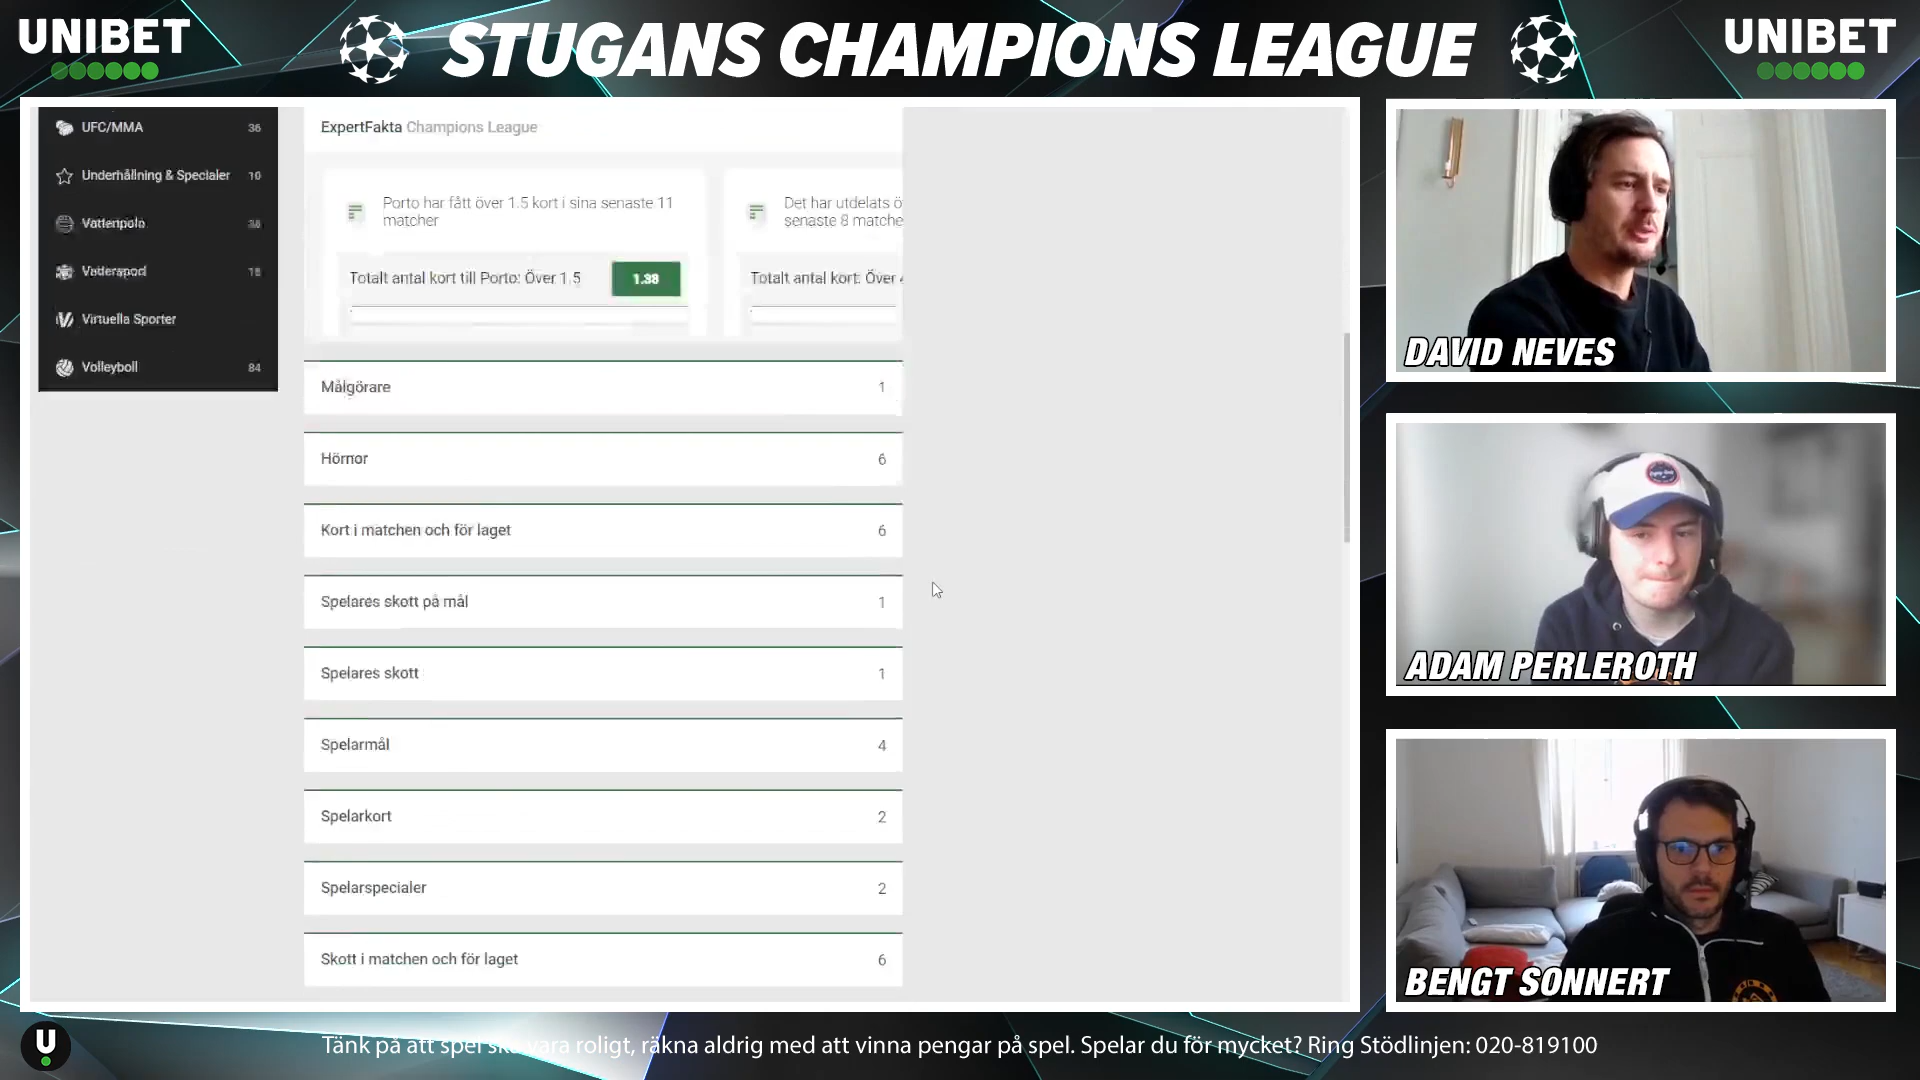 UNIBET
STUGANS CHAMPIONS LEAGUE
UNIBET
UFC/MMA 36
Underhållning & Specialer 10
Vattenpolo 36
Vattersport 18
Virtuella Sporter
Volleyboll 84
ExpertFakta Champions League
Porto har fått över 1.5 kort i sina senaste 11
matcher
Totalt antal kort till Porto: Över 1.5 1.38
Det har utdelats
senaste 8 matche
Totalt antal kort: Över
Målgörare 1
Hörnor 6
Kort i matchen och för laget 6
Spelares skott på mål 1
Spelares skott 1
Spelarmål 4
Spelarkort 2
Spelarspecialer 2
Skott i matchen och för laget 6
DAVID NEVES
ADAM PERLEROTH
BENGT SONNERT
U
Tänk på att spel ska vara roligt, räkna aldrig med att vinna pengar på spel. Spelar du för mycket? Ring Stödlinjen: 020-819100